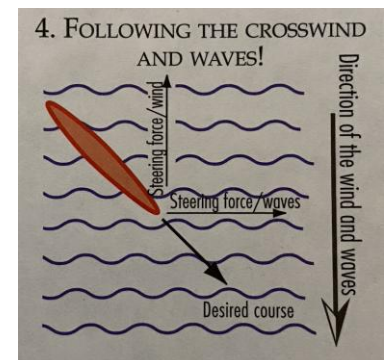 4. FOLLOWING THE CROSSWIND
AND WAVES!
Steering force/wind
Steering force/waves
Desired course
Direction of the wind and waves